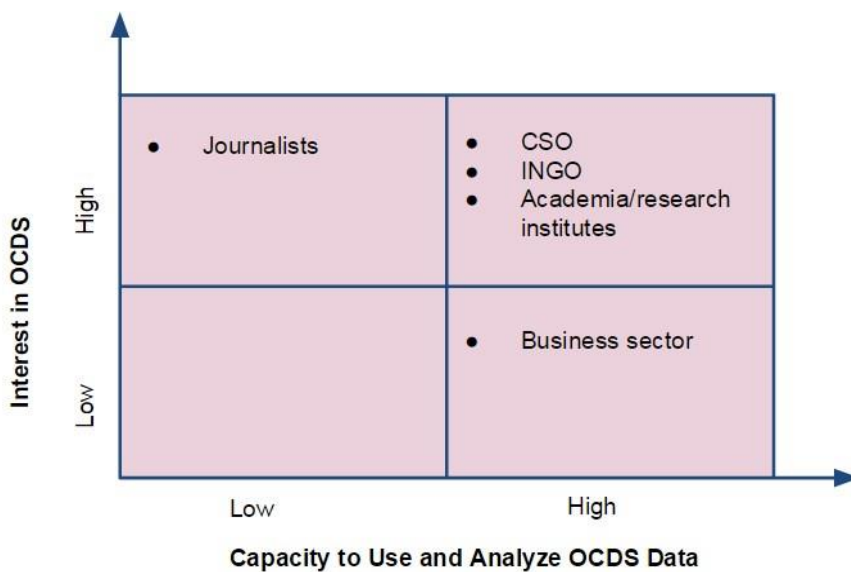 Interest in OCDS
High
Low
Journalists
CSO
INGO
Academia/research
institutes
Business sector
Low
High
Capacity to Use and Analyze OCDS Data